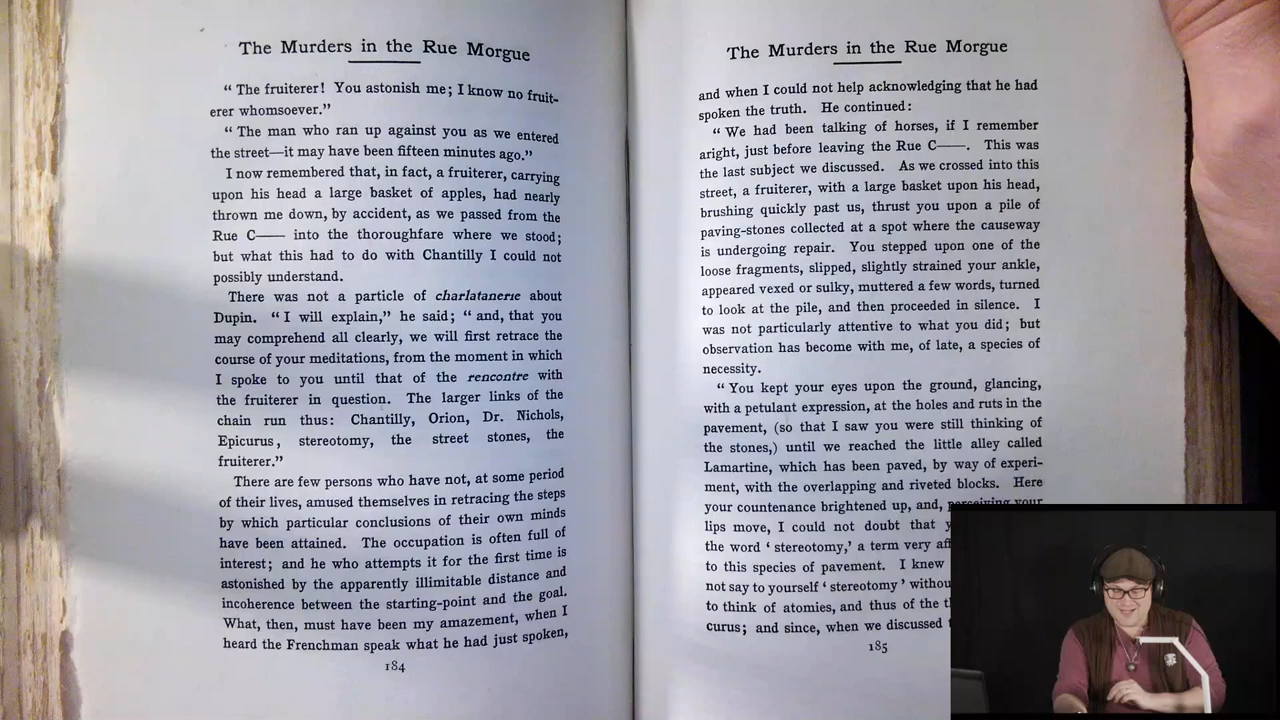 The Murders in the Rue Morgue
“ The fruiterer! You astonish me; I know no fruit-
erer whomsoever.”
“ The man who ran up against you as we entered
the street—it may have been fifteen minutes ago.”
I now remembered that, in fact, a fruiterer, carrying
upon his head a large basket of apples, had nearly
thrown me down, by accident, as we passed from the
Rue C—— into the thoroughfare where we stood;
but what this had to do with Chantilly I could not
possibly understand.
There was not a particle of charlatanerie about
Dupin. “ I will explain,” he said; “ and, that you
may comprehend all clearly, we will first retrace the
course of your meditations, from the moment in which
I spoke to you until that of the rencontre with
the fruiterer in question. The larger links of the
chain run thus: Chantilly, Orion, Dr. Nichols,
Epicurus, stereotomy, the street stones, the
fruiterer.”
There are few persons who have not, at some period
of their lives, amused themselves in retracing the steps
by which particular conclusions of their own minds
have been attained. The occupation is often full of
interest; and he who attempts it for the first time is
astonished by the apparently illimitable distance and
incoherence between the starting-point and the goal.
What, then, must have been my amazement, when I
heard the Frenchman speak what he had just spoken,
184
The Murders in the Rue Morgue
and when I could not help acknowledging that he had
spoken the truth. He continued:
“ We had been talking of horses, if I remember
aright, just before leaving the Rue C——. This was
the last subject we discussed. As we crossed into this
street, a fruiterer, with a large basket upon his head,
brushing quickly past us, thrust you upon a pile of
paving-stones collected at a spot where the causeway
is undergoing repair. You stepped upon one of the
loose fragments, slipped, slightly strained your ankle,
appeared vexed or sulky, muttered a few words, turned
to look at the pile, and then proceeded in silence. I
was not particularly attentive to what you did; but
observation has become with me, of late, a species of
necessity.
“ You kept your eyes upon the ground, glancing,
with a petulant expression, at the holes and ruts in the
pavement, (so that I saw you were still thinking of
the stones,) until we reached the little alley called
Lamartine, which has been paved, by way of experi-
ment, with the overlapping and riveted blocks. Here
your countenance brightened up, and, perceiving your
lips move, I could not doubt that
the word ‘ stereotomy,’ a term very
to this species of pavement. I knew
not say to yourself ‘ stereotomy ’
to think of atomies, and thus of the
curus; and since, when we discussed
185